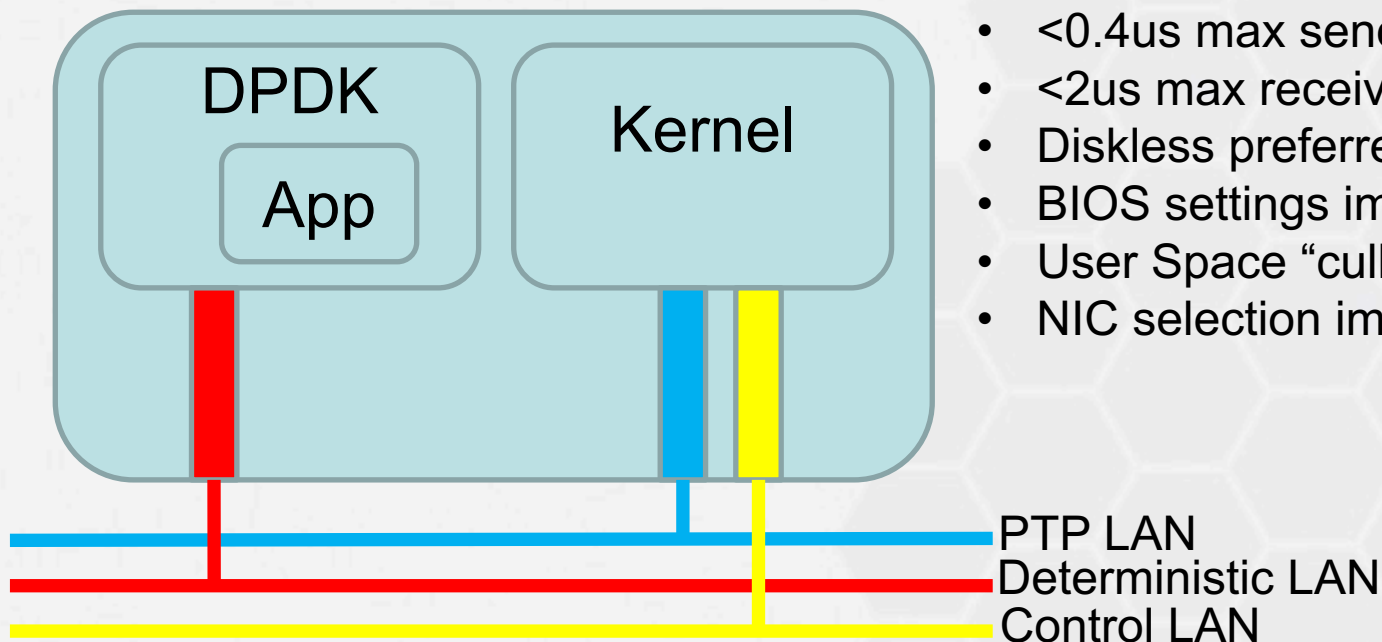 DPDK
App
Kernel
• <0.4us max
• <2us max
• Diskless
• BIOS settings
• User Space
• NIC selection
PTP LAN
Deterministic LAN
Control LAN